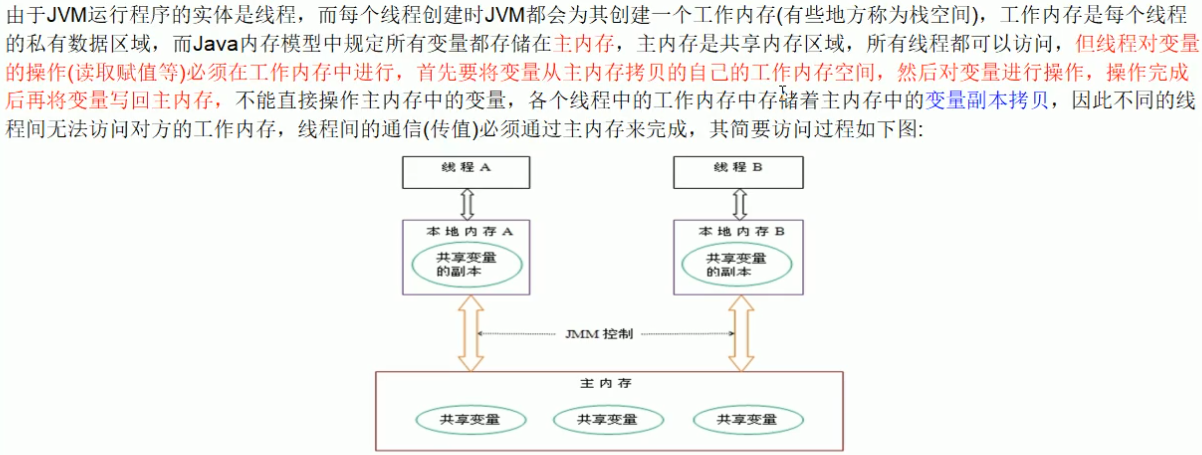 由于JVM运行程序的实体是线程，而每个线程创建时JVM都会为其创建一个工作内存(有些地方称为栈空间)，工作内存是每个线程
的私有数据区域，而Java内存模型中规定所有变量都存储在主内存，主内存是共享内存区域，所有线程都可以访问，但线程对变量
的操作(读取赋值等)必须在工作内存中进行，首先要将变量从主内存拷贝的自己的工作内存空间，然后对变量进行操作，操作完成
后再将变量写回主内存，不能直接操作主内存中的变量，各个线程中的工作内存中存储着主内存中的变量副本拷贝，因此不同的线
程间无法访问对方的工作内存，线程间的通信(传值)必须通过主内存来完成，其简要访问过程如下图:
线程 A
线程 B
本地内存 A
本地内存 B
共享变量
的副本
共享变量
的副本
JMM 控制
主内存
共享变量
共享变量
共享变量